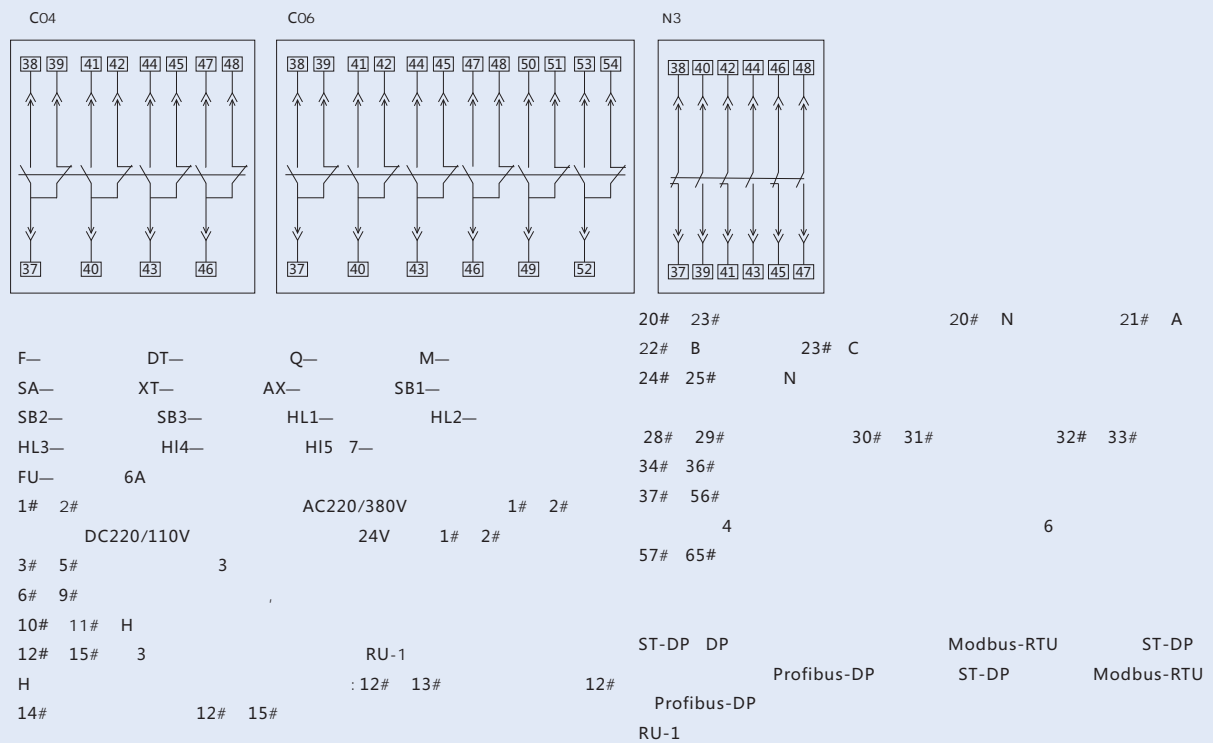 C04
38 39 41 42 44 45 47 48
37 40 43 46
C06
38 39 41 42 44 45 47 48 50 51 53 54
37 40 43 46 49 52
N3
38 40 42 44 46 48
37 39 41 43 45 47
F— DT— Q— M—
SA— XT— AX— SB1—
SB2— SB3— HL1— HL2—
HL3— Hl4— Hl5 7—
FU— 6A
1# 2# AC220/380V 1# 2#
DC220/110V 24V 1# 2#
3# 5# 3
6# 9# ,
10# 11# H
12# 15# 3 RU-1
H : 12# 13# 12#
14# 12# 15#
20# 23# 20# N 21# A
22# B 23# C
24# 25# N
28# 29# 30# 31# 32# 33#
34# 36#
37# 56#
4 6
57# 65#
ST-DP DP Modbus-RTU ST-DP
Profibus-DP ST-DP Modbus-RTU
Profibus-DP
RU-1